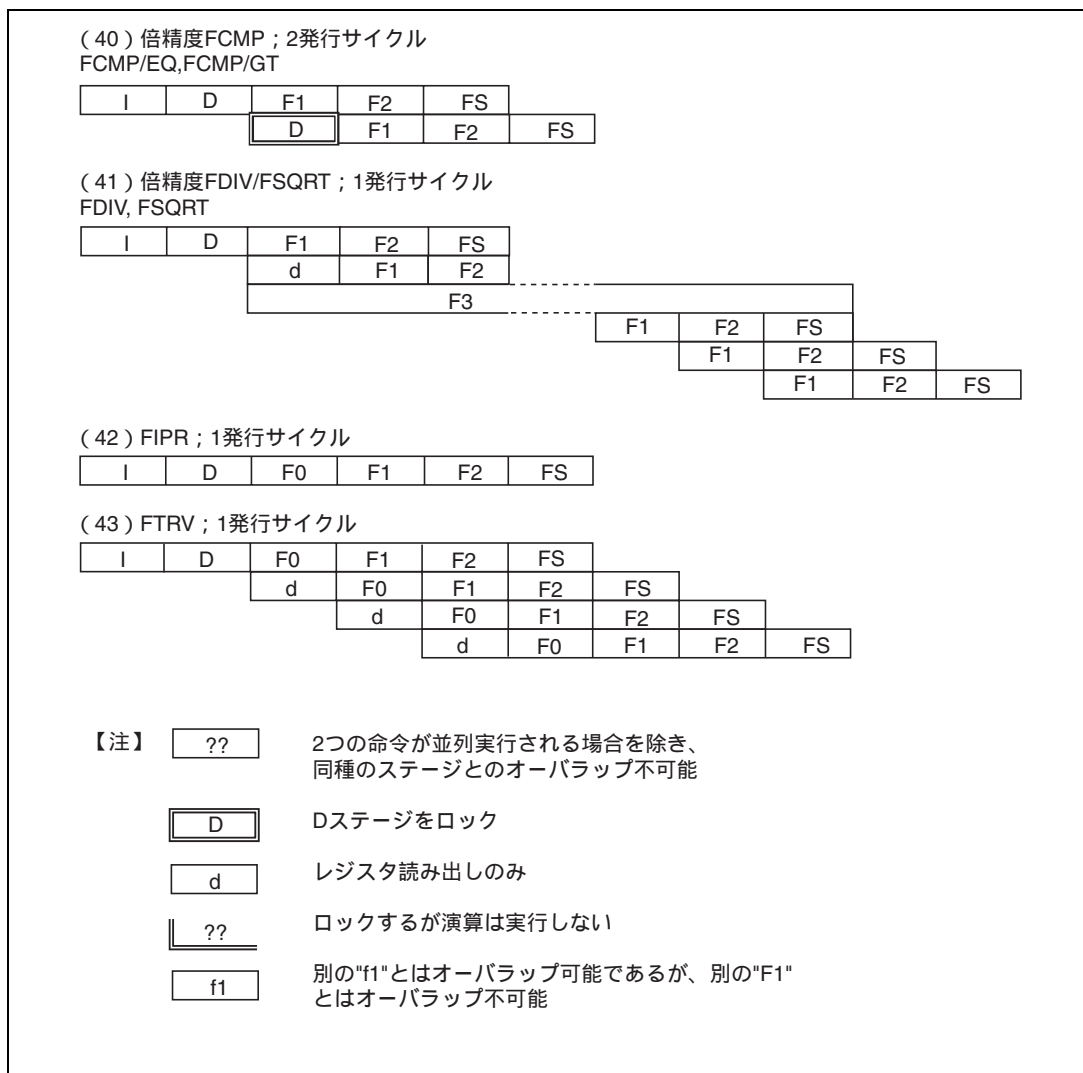 (40)倍精度FCMP;2発行サイクル
FCMP/EQ,FCMP/GT
I D F1 F2 FS
D F1 F2 FS
(41)倍精度FDIV/FSQRT;1発行サイクル
FDIV, FSQRT
I D F1 F2 FS
d F1 F2
F3
F1 F2 FS
F1 F2 FS
F1 F2 FS
(42)FIPR;1発行サイクル
I D F0 F1 F2 FS
(43)FTRV;1発行サイクル
I D F0 F1 F2 FS
d F0 F1 F2 FS
d F0 F1 F2 FS
d F0 F1 F2 FS
【注】 ?? 2つの命令が並列実行される場合を除き、
同種のステージとのオーバラップ不可能
D Dステージをロック
d レジスタ読み出しのみ
?? ロックするが演算は実行しない
f1 別の"f1"とはオーバラップ可能であるが、別の"F1"
とはオーバラップ不可能